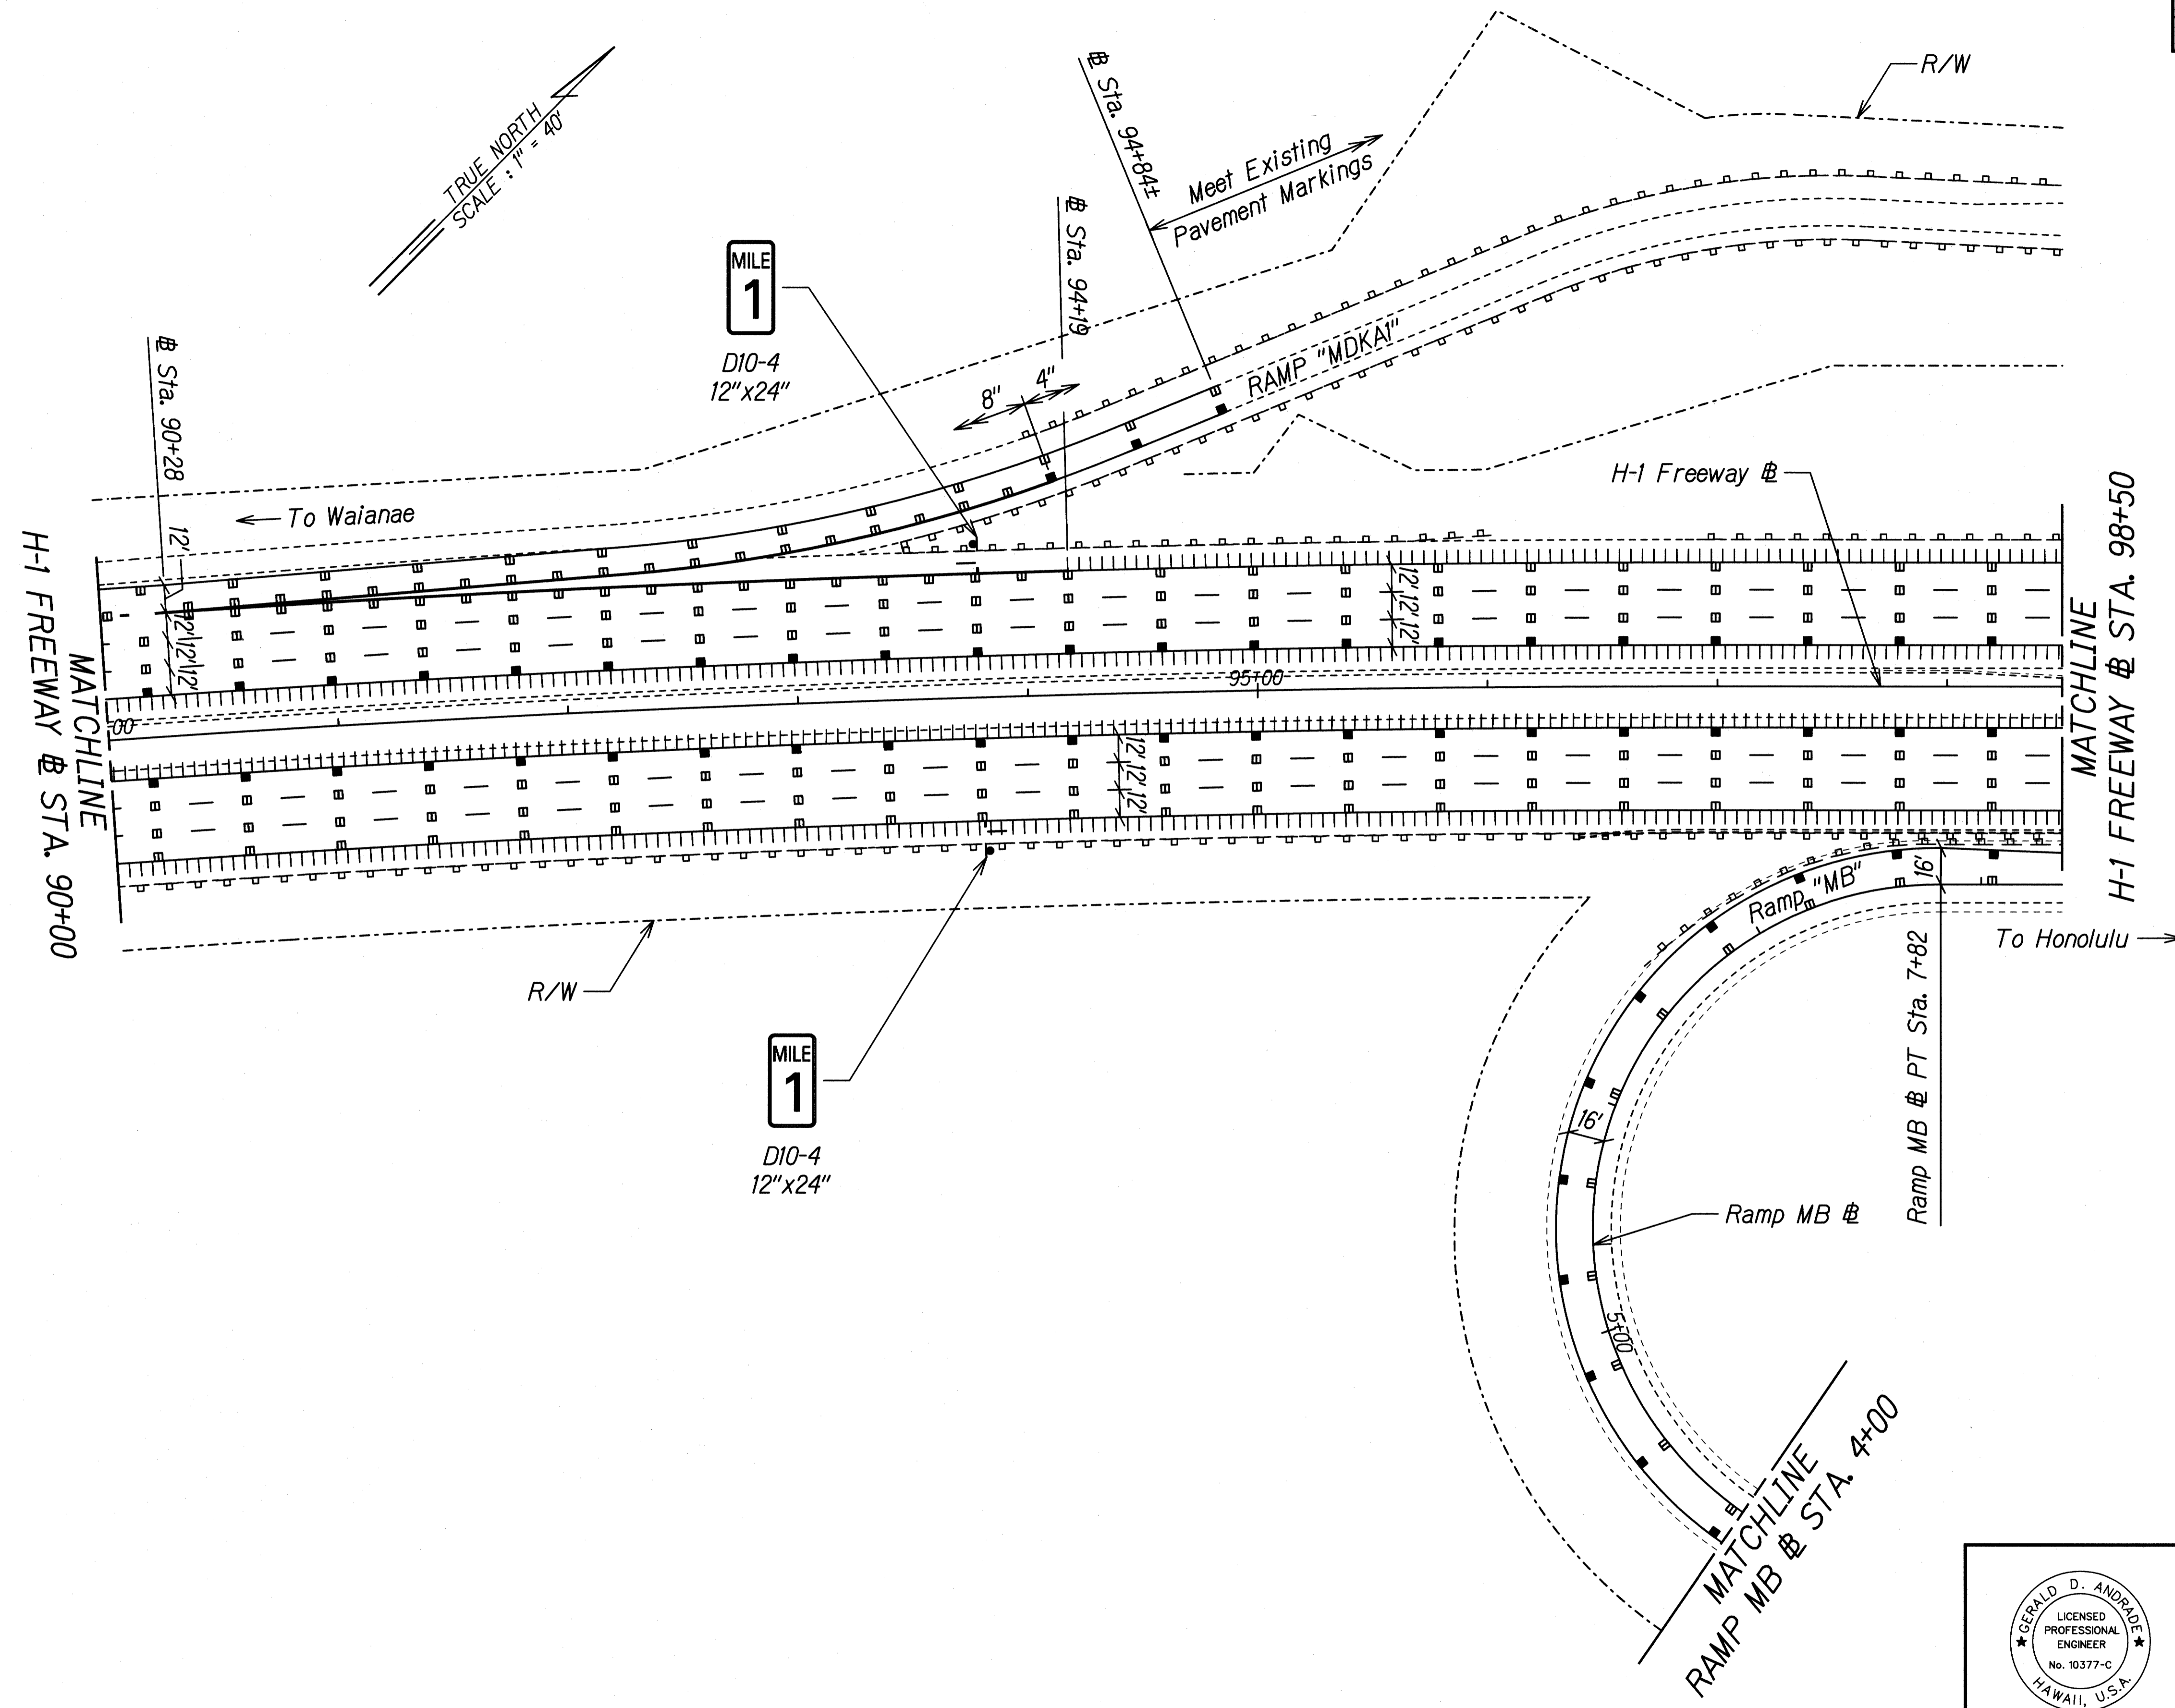 R/W
TRUE NORTH
SCALE : 1" = 40'
℄ Sta. 94+84±
Meet Existing
Pavement Markings
℄ Sta. 94+19
MILE
1
D10-4
12"x24"
8"
4"
RAMP "MDKA1"
℄ Sta. 90+28
12'
To Waianae
H-1 Freeway ℄
12' 12' 12'
12' 12' 12'
95+00
00
12' 12' 12'
MATCHLINE
H-1 FREEWAY ℄ STA. 90+00
MATCHLINE
H-1 FREEWAY ℄ STA. 98+50
R/W
MILE
1
D10-4
12"x24"
16'
Ramp "MB"
To Honolulu
Ramp MB ℄ PT Sta. 7+82
16'
Ramp MB ℄
5+00
MATCHLINE
RAMP MB ℄ STA. 4+00
GERALD D. ANDRADE
LICENSED
PROFESSIONAL
ENGINEER
No. 10377-C
HAWAII, U.S.A.